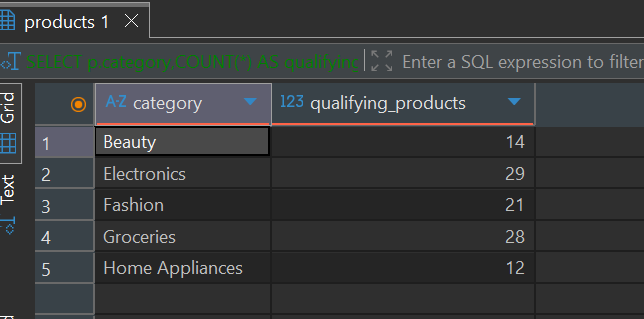 products 1
SELECT p.category,COUNT(*) AS qualifying
Enter a SQL expression to filter
Grid
Text
A-Z category
123 qualifying_products
1 Beauty 14
2 Electronics 29
3 Fashion 21
4 Groceries 28
5 Home Appliances 12